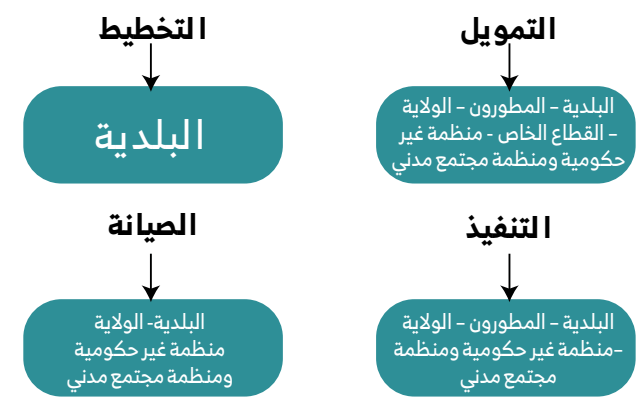 التمويل
البلدية – المطورون – الولاية
– القطاع الخاص - منظمة غير
حكومية ومنظمة مجتمع مدني
التخطيط
البلدية
التنفيذ
البلدية – المطورون – الولاية
–منظمة غير حكومية ومنظمة
مجتمع مدني
الصيانة
البلدية- الولاية
منظمة غير حكومية
ومنظمة مجتمع مدني